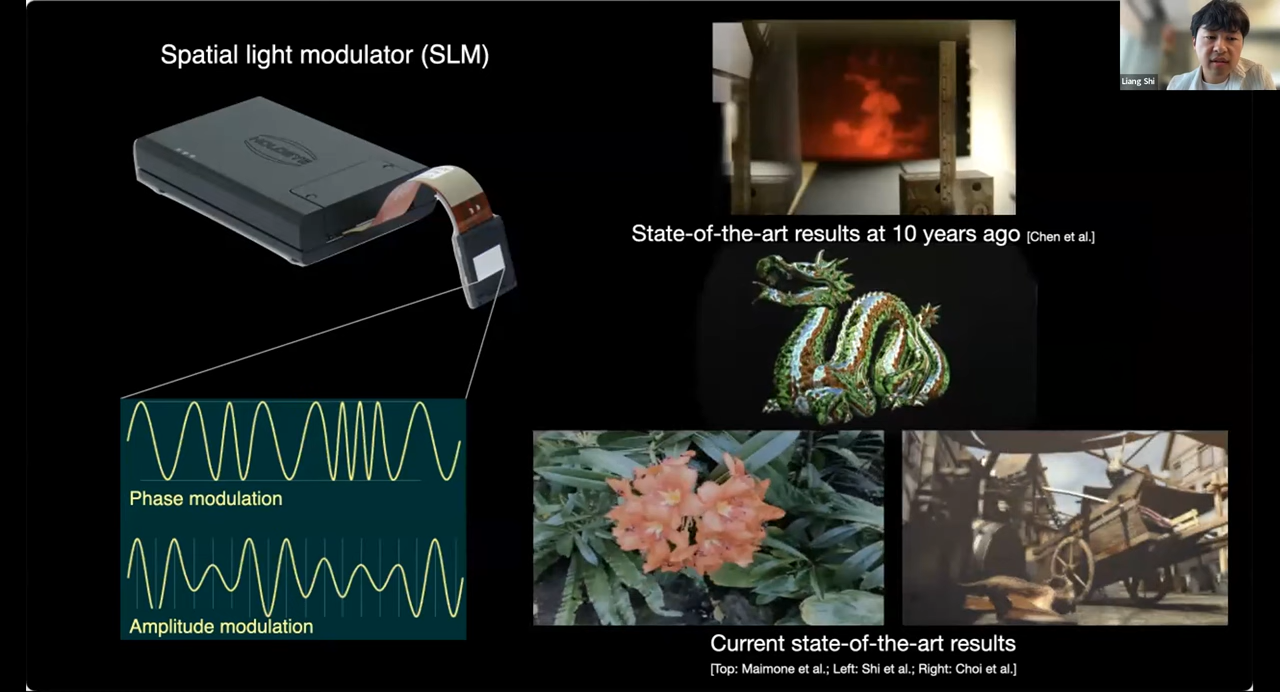 Spatial light modulator (SLM)
HOLOEYE
Phase modulation
Amplitude modulation
State-of-the-art results at 10 years ago [Chen et al.]
Current state-of-the-art results
[Top: Maimone et al.; Left: Shi et al.; Right: Choi et al.]
Liang Shi